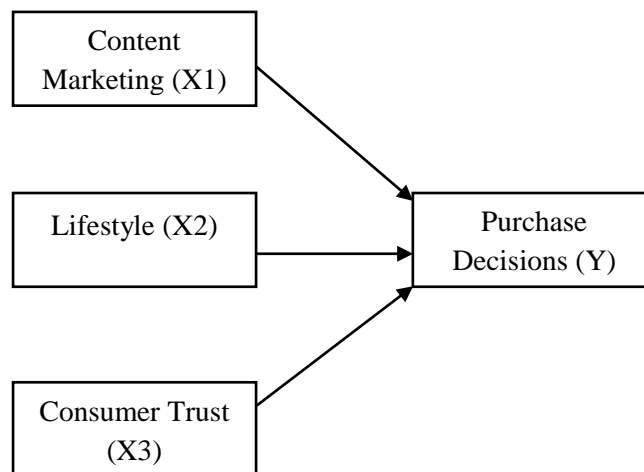 Content
Marketing (X1)
Lifestyle (X2)
Purchase
Decisions (Y)
Consumer Trust
(X3)